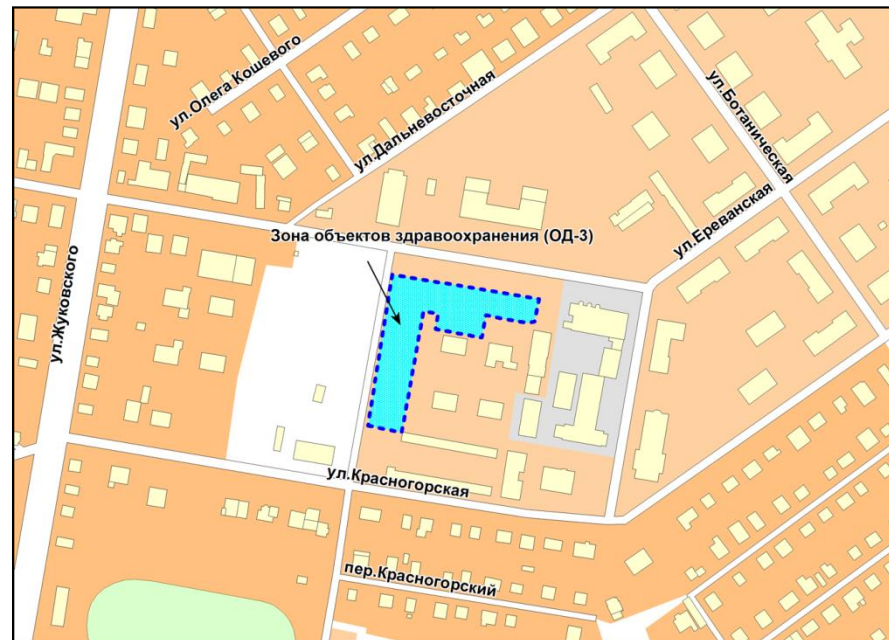 ул.Олега Кошевого
ул.Дальневосточная
ул.Ботаническая
ул.Ереванская
Зона объектов здравоохранения (ОД-3)
ул.Жуковского
ул.Красногорская
пер.Красногорский